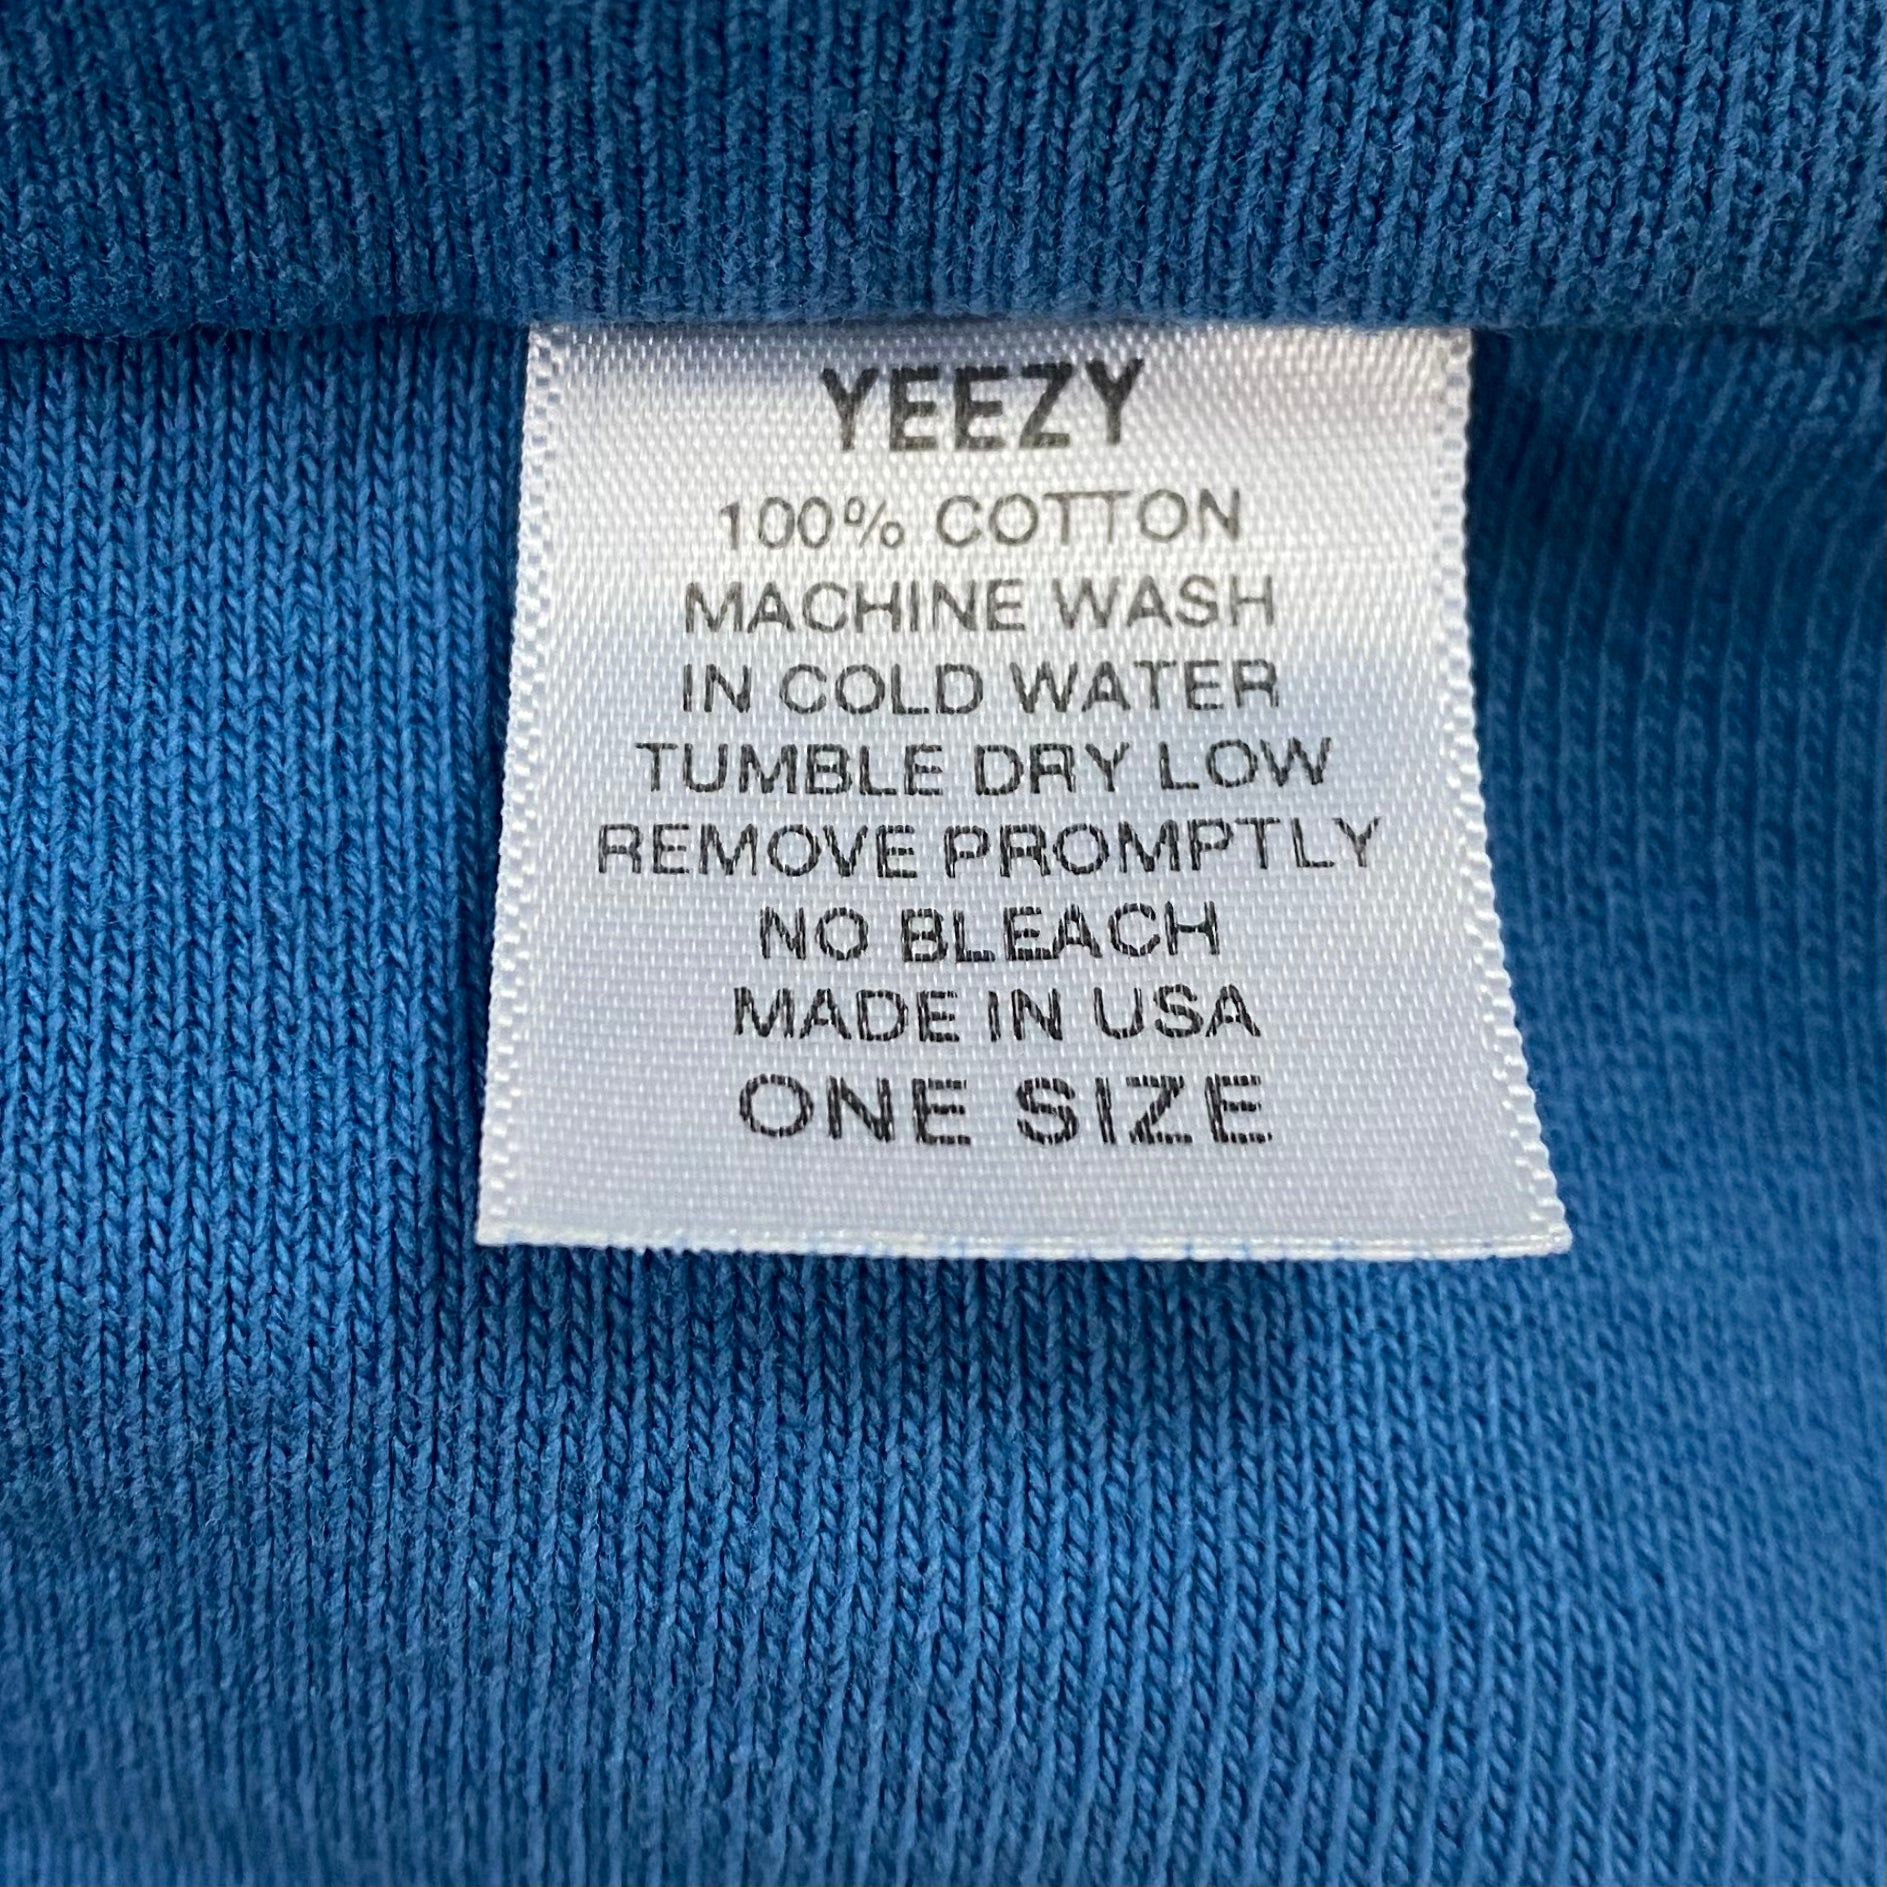 YEEZY
100% COTTON
MACHINE WASH
IN COLD WATER
TUMBLE DRY LOW
REMOVE PROMPTLY
NO BLEACH
MADE IN USA
ONE SIZE